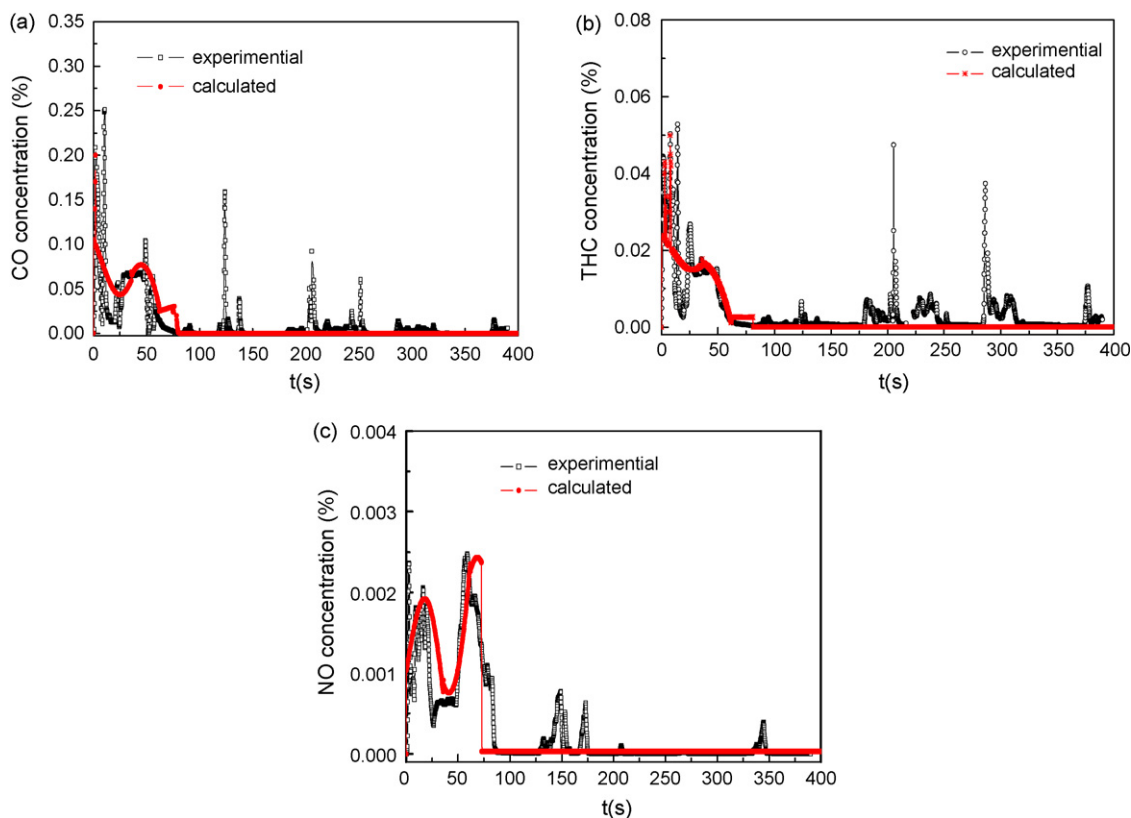 (a)
0.35
0.30
0.25
0.20
0.15
0.10
0.05
0.00
CO concentration (%)
experimential
calculated
0 50 100 150 200 250 300 350 400
t(s)
(b)
0.08
0.06
0.04
0.02
0.00
THC concentration (%)
experimential
calculated
0 50 100 150 200 250 300 350 400
t(s)
(c)
0.004
0.003
0.002
0.001
0.000
NO concentration (%)
experimential
calculated
0 50 100 150 200 250 300 350 400
t(s)